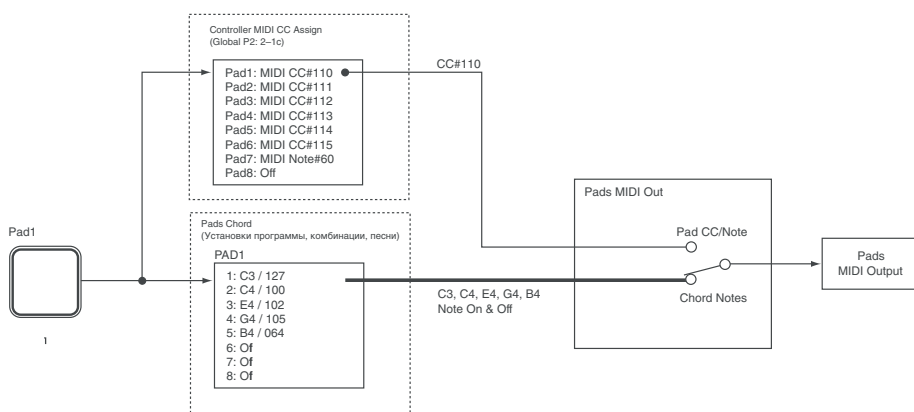 Controller MIDI CC Assign
(Global P2: 2–1c)
Pad1: MIDI CC#110
Pad2: MIDI CC#111
Pad3: MIDI CC#112
Pad4: MIDI CC#113
Pad5: MIDI CC#114
Pad6: MIDI CC#115
Pad7: MIDI Note#60
Pad8: Off
CC#110
Pad1
1
Pads Chord
(Установки программы, комбинации, песни)
PAD1
1: C3 / 127
2: C4 / 100
3: E4 / 102
4: G4 / 105
5: B4 / 064
6: Of
7: Of
8: Of
C3, C4, E4, G4, B4
Note On & Off
Pads MIDI Out
Pad CC/Note
Chord Notes
Pads
MIDI Output